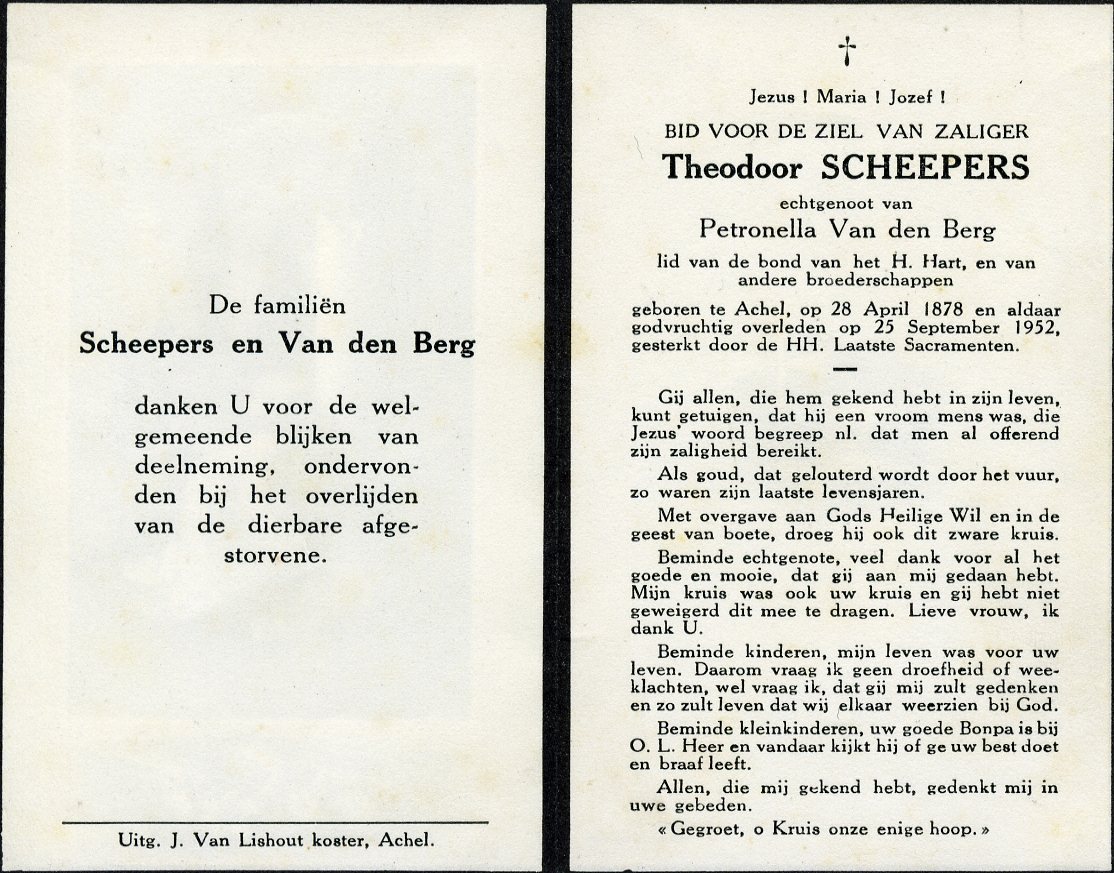 De familiën
Scheepers en Van den Berg
danken U voor de wel-
gemeende blijken van
deelneming, ondervon-
den bij het overlijden
van de dierbare afge-
storvene.
Uitg. J. Van Lishout koster, Achel.
†
Jezus ! Maria ! Jozef !
BID VOOR DE ZIEL VAN ZALIGER
Theodoor SCHEEPERS
echtgenoot van
Petronella Van den Berg
lid van de bond van het H. Hart, en van
andere broederschappen
geboren te Achel, op 28 April 1878 en aldaar
godvruchtig overleden op 25 September 1952,
gesterkt door de HH. Laatste Sacramenten.
Gij allen, die hem gekend hebt in zijn leven,
kunt getuigen, dat hij een vroom mens was, die
Jezus' woord begreep nl. dat men al offerend
zijn zaligheid bereikt.
Als goud, dat gelouterd wordt door het vuur,
zo waren zijn laatste levensjaren.
Met overgave aan Gods Heilige Wil en in de
geest van boete, droeg hij ook dit zware kruis.
Beminde echtgenote, veel dank voor al het
goede en mooie, dat gij aan mij gedaan hebt.
Mijn kruis was ook uw kruis en gij hebt niet
geweigerd dit mee te dragen. Lieve vrouw, ik
dank U.
Beminde kinderen, mijn leven was voor uw
leven. Daarom vraag ik geen droefheid of wee-
klachten, wel vraag ik, dat gij mij zult gedenken
en zo zult leven dat wij elkaar weerzien bij God.
Beminde kleinkinderen, uw goede Bonpa is bij
O. L. Heer en vandaar kijkt hij of ge uw best doet
en braaf leeft.
Allen, die mij gekend hebt, gedenkt mij in
uwe gebeden.
« Gegroet, o Kruis onze enige hoop. »